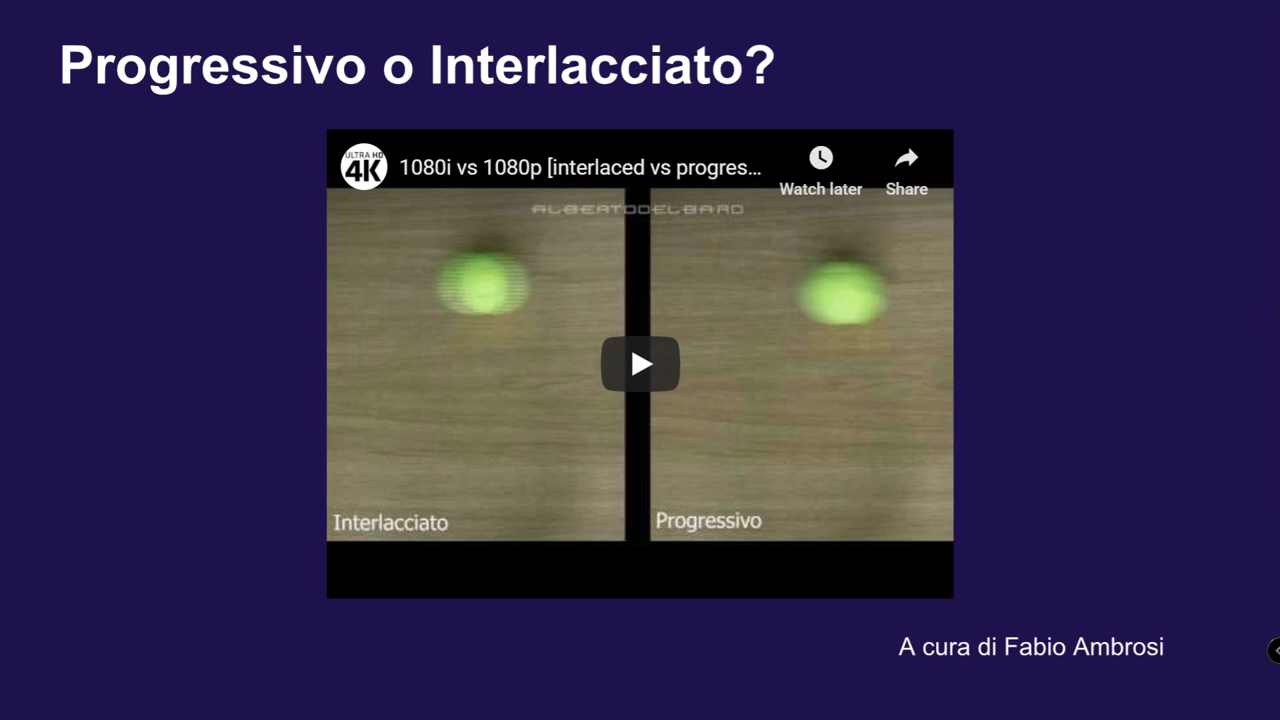 Progressivo o Interlacciato?
ULTRA HD
4K
1080i vs 1080p [interlaced vs progres...
Watch later
Share
ALBERTODELBARO
Interlacciato
Progressivo
A cura di Fabio Ambrosi